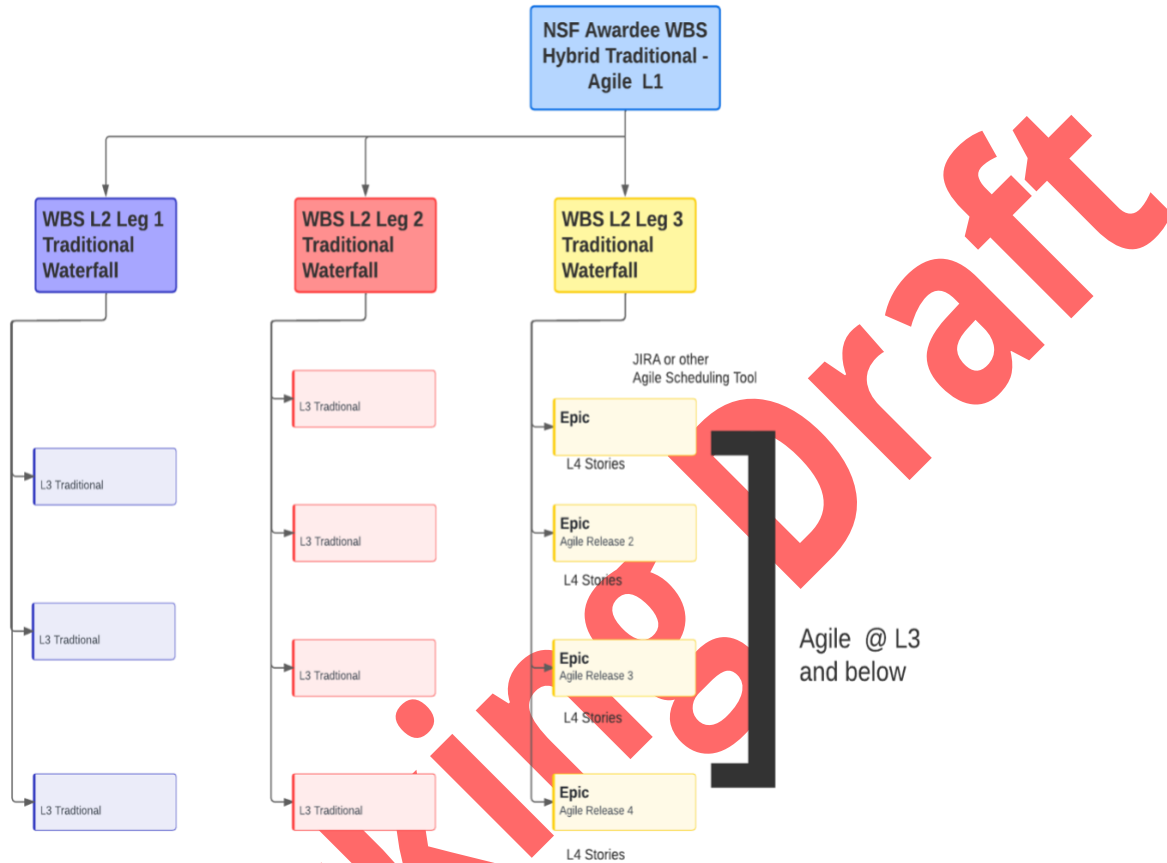 NSF Awardee WBS
Hybrid Traditional -
Agile L1
WBS L2 Leg 1
Traditional
Waterfall
L3 Traditional
L3 Tradtional
L3 Tradtional
WBS L2 Leg 2
Traditional
Waterfall
L3 Tradtional
L3 Tradtional
L3 Tradtional
L3 Tradtional
WBS L2 Leg 3
Traditional
Waterfall
JIRA or other
Agile Scheduling Tool
Epic
L4 Stories
Epic
Agile Release 2
L4 Stories
Epic
Agile Release 3
L4 Stories
Epic
Agile Release 4
L4 Stories
Agile @ L3
and below
king Draft